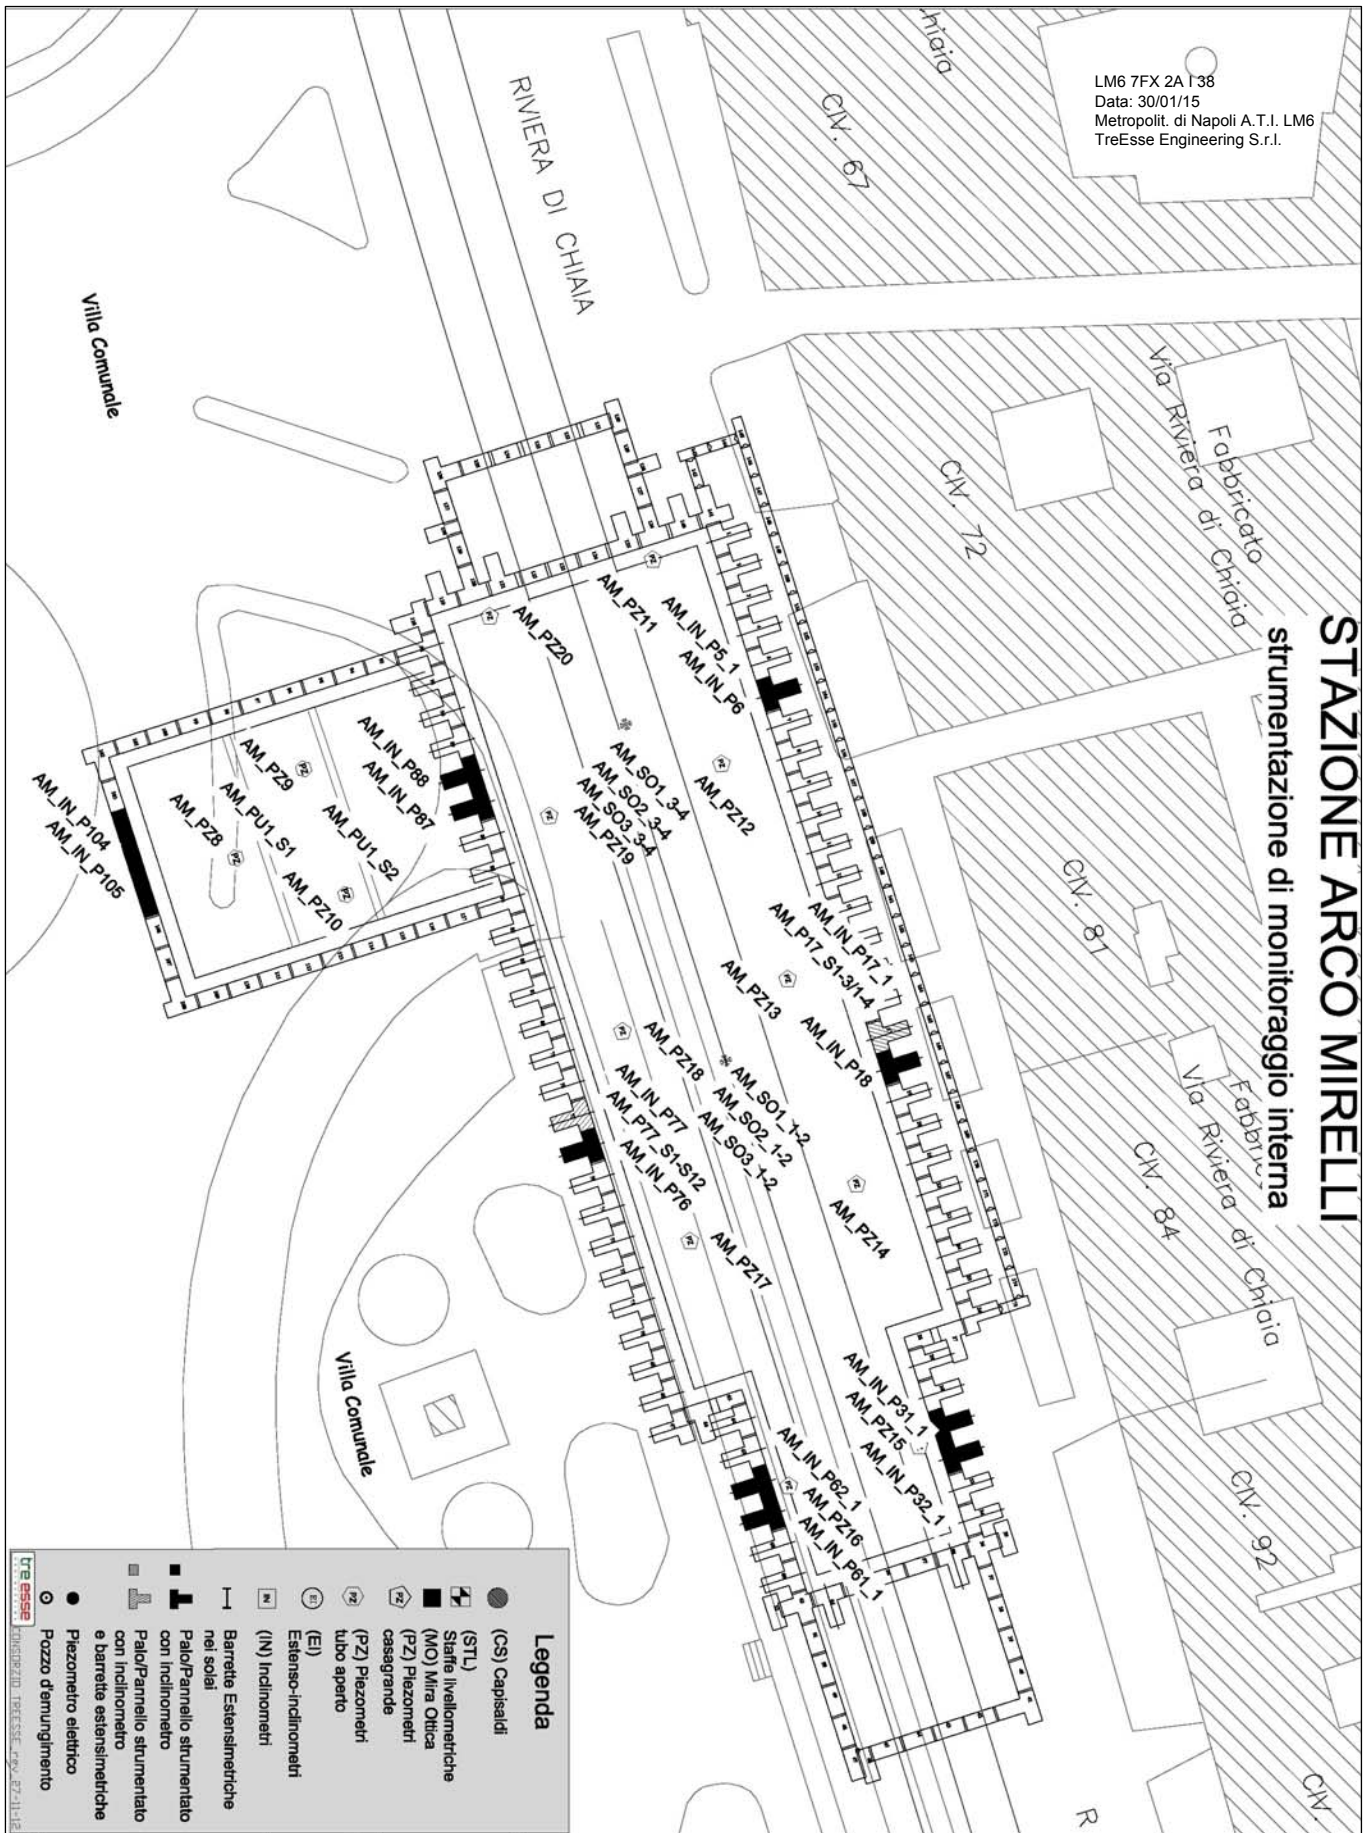 LM6 7FX 2A I 38
Data: 30/01/15
Metropolit. di Napoli A.T.I. LM6
TreEsse Engineering S.r.l.
STAZIONE ARCO MIRELLI
strumentazione di monitoraggio interna
hiaia
CIV. 67
RIVIERA DI CHIAIA
Fabbricato
Via Riviera di Chiaia
CIV. 72
CIV. 81
Via Riviera di Chiaia
CIV. 84
CIV. 92
CIV.
R
Villa Comunale
Villa Comunale
AM_PZ11
AM_IN_P5_1
AM_IN_P6
AM_PZ20
AM_PZ12
AM_SO1_3-4
AM_SO2_3-4
AM_SO3_3-4
AM_PZ19
AM_IN_P88
AM_IN_P87
AM_PZ9
AM_PU1_S1
AM_PU1_S2
AM_PZ8
AM_PZ10
AM_IN_P104
AM_IN_P105
AM_IN_P17_1
AM_P17_S1-3/1-4
AM_PZ13
AM_IN_P18
AM_PZ18
AM_SO1_1-2
AM_SO2_1-2
AM_SO3_1-2
AM_IN_P77
AM_P77_S1-S12
AM_IN_P76
AM_PZ14
AM_PZ17
AM_IN_P31_1
AM_PZ15
AM_IN_P32_1
AM_IN_P62_1
AM_PZ16
AM_IN_P61_1
Legenda
(CS) Capisaldi
(STL)
Staffe livellometriche
(MO) Mira Ottica
(PZ) Piezometri
casagrande
(PZ) Piezometri
tubo aperto
(EI)
Estenso-inclinometri
(IN) Inclinometri
Barrette Estensimetriche
nei solai
Palo/Pannello strumentato
con inclinometro
Palo/Pannello strumentato
con inclinometro
e barrette estensimetriche
Piezometro elettrico
Pozzo d'emungimento
tre esse
CONSORZIO TREESSE_rev_27-11-12